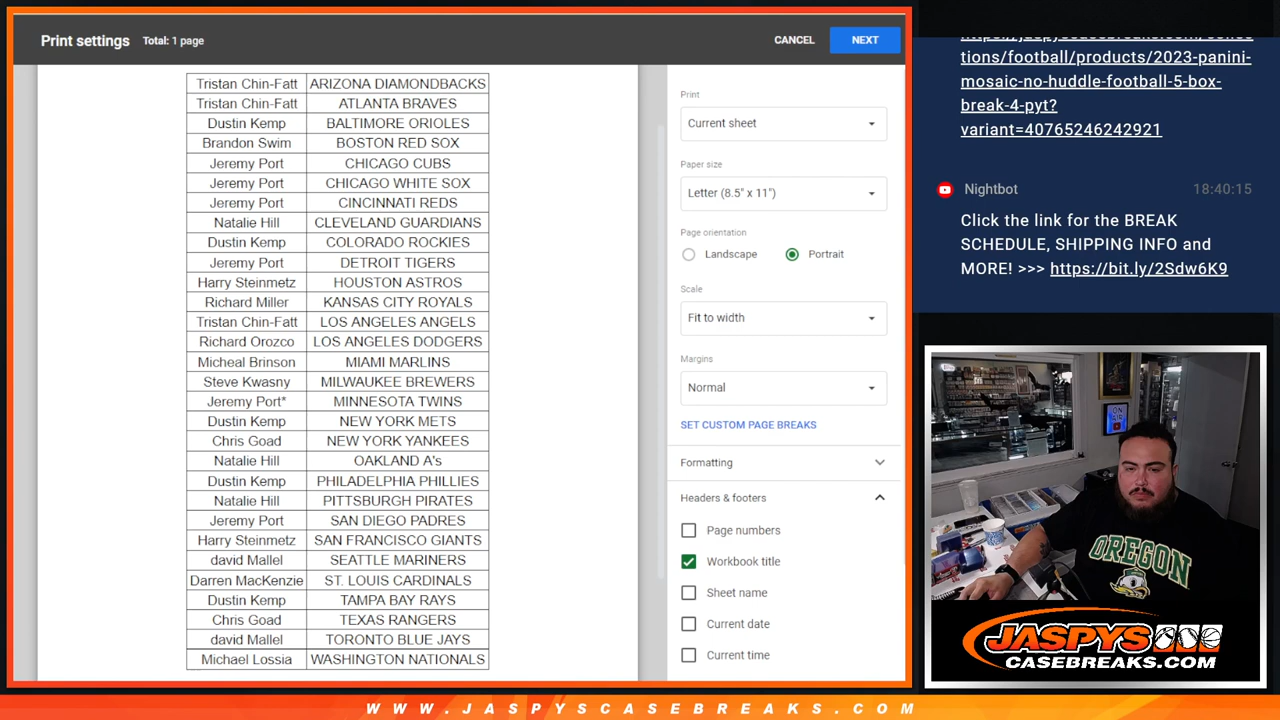 Print settings Total: 1 page CANCEL NEXT
Tristan Chin-Fatt ARIZONA DIAMONDBACKS
Tristan Chin-Fatt ATLANTA BRAVES
Dustin Kemp BALTIMORE ORIOLES
Brandon Swim BOSTON RED SOX
Jeremy Port CHICAGO CUBS
Jeremy Port CHICAGO WHITE SOX
Jeremy Port CINCINNATI REDS
Natalie Hill CLEVELAND GUARDIANS
Dustin Kemp COLORADO ROCKIES
Jeremy Port DETROIT TIGERS
Harry Steinmetz HOUSTON ASTROS
Richard Miller KANSAS CITY ROYALS
Tristan Chin-Fatt LOS ANGELES ANGELS
Richard Orozco LOS ANGELES DODGERS
Micheal Brinson MIAMI MARLINS
Steve Kwasny MILWAUKEE BREWERS
Jeremy Port* MINNESOTA TWINS
Dustin Kemp NEW YORK METS
Chris Goad NEW YORK YANKEES
Natalie Hill OAKLAND A's
Dustin Kemp PHILADELPHIA PHILLIES
Natalie Hill PITTSBURGH PIRATES
Jeremy Port SAN DIEGO PADRES
Harry Steinmetz SAN FRANCISCO GIANTS
david Mallel SEATTLE MARINERS
Darren MacKenzie ST. LOUIS CARDINALS
Dustin Kemp TAMPA BAY RAYS
Chris Goad TEXAS RANGERS
david Mallel TORONTO BLUE JAYS
Michael Lossia WASHINGTON NATIONALS
Print
Current sheet
Paper size
Letter (8.5" x 11")
Page orientation
Landscape Portrait
Scale
Fit to width
Margins
Normal
SET CUSTOM PAGE BREAKS
Formatting
Headers & footers
Page numbers
Workbook title
Sheet name
Current date
Current time
tions/football/products/2023-panini-
mosaic-no-huddle-football-5-box-
break-4-pyt?
variant=40765246242921
Nightbot 18:40:15
Click the link for the BREAK
SCHEDULE, SHIPPING INFO and
MORE! >>> https://bit.ly/2Sdw6K9
ON
AIR
OREGON
JASPYS
CASEBREAKS.COM
WWW.JASPYSCASEBREAKS.COM